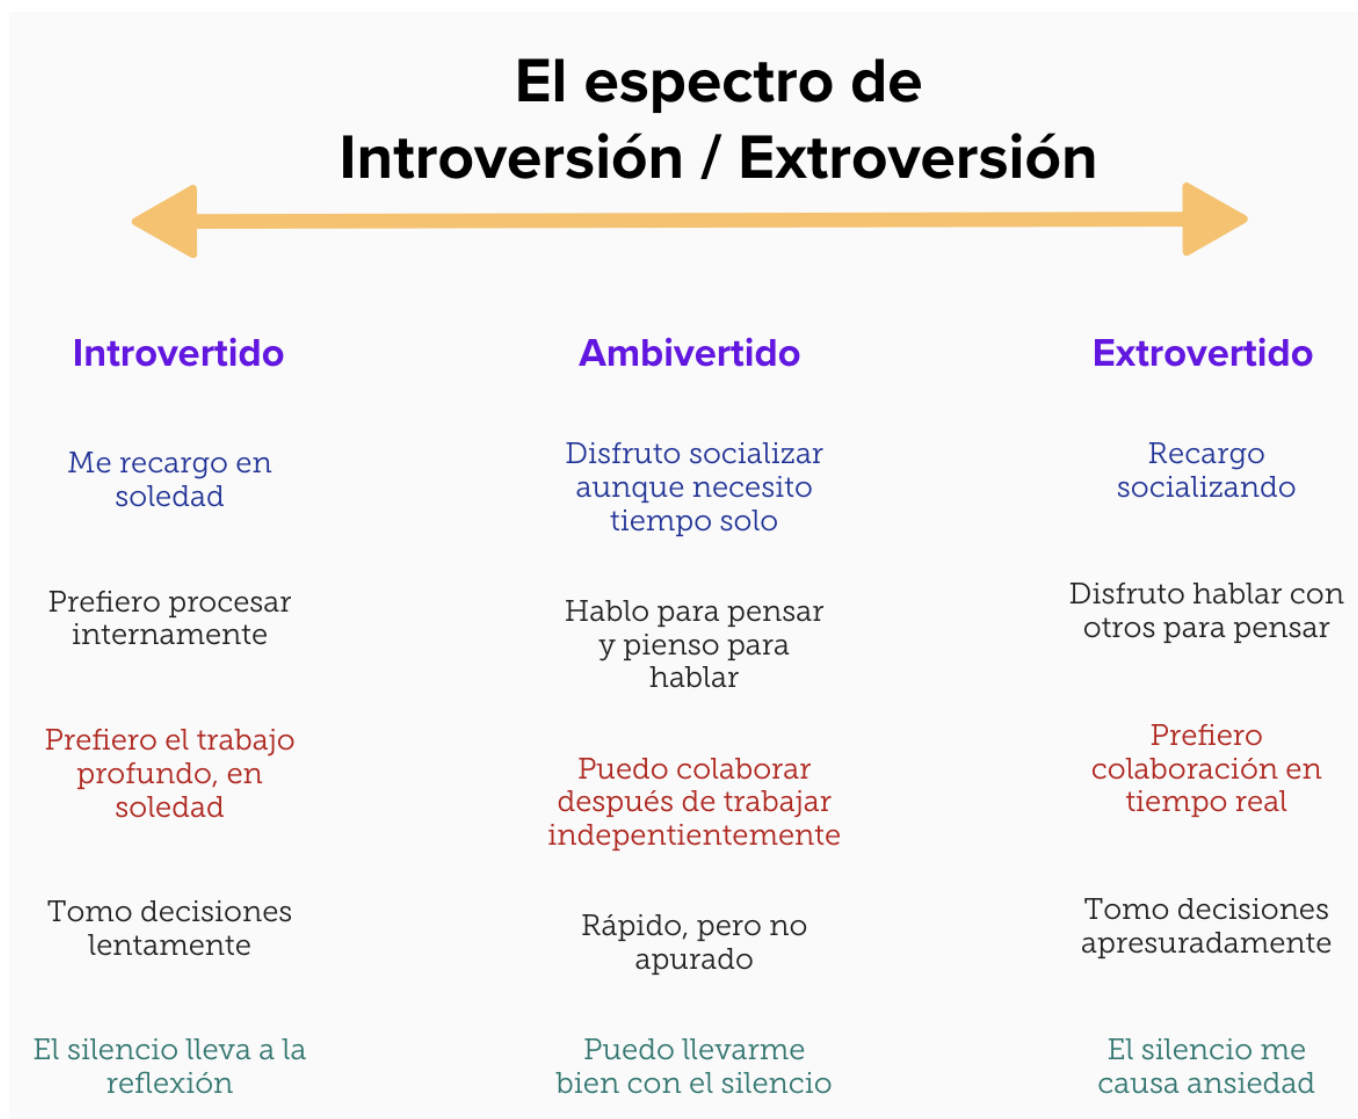 El espectro de
Introversión / Extroversión
Introvertido
Ambivertido
Extrovertido
Me recargo en
soledad
Disfruto socializar
aunque necesito
tiempo solo
Recargo
socializando
Prefiero procesar
internamente
Hablo para pensar
y pienso para
hablar
Disfruto hablar con
otros para pensar
Prefiero el trabajo
profundo, en
soledad
Puedo colaborar
después de trabajar
indepentientemente
Prefiero
colaboración en
tiempo real
Tomo decisiones
lentamente
Rápido, pero no
apurado
Tomo decisiones
apresuradamente
El silencio lleva a la
reflexión
Puedo llevarme
bien con el silencio
El silencio me
causa ansiedad